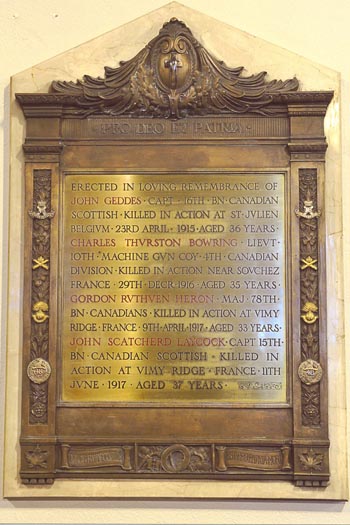 PRO DEO ET PATRIA
ERECTED IN LOVING REMEMBRANCE OF
JOHN GEDDES · CAPT · 16TH · BN · CANADIAN
SCOTTISH · KILLED IN ACTION AT ST· JVLIEN
BELGIVM · 23RD APRIL · 1915 · AGED 36 YEARS ·
CHARLES THVRSTON BOWRING · LIEVT·
10TH MACHINE GVN COY · 4TH · CANADIAN
DIVISION · KILLED IN ACTION NEAR SOVCHEZ
FRANCE · 29TH · DECR · 1916 · AGED 35 YEARS ·
GORDON RVTHVEN HERON · MAJ · 78TH ·
BN · CANADIANS · KILLED IN ACTION AT VIMY
RIDGE · FRANCE · 9TH · APRIL · 1917 · AGED 33 YEARS·
JOHN SCATCHERD LAYCOCK · CAPT 15TH·
BN · CANADIAN SCOTTISH · KILLED IN
ACTION AT VIMY · RIDGE · FRANCE · 11TH
JVNE · 1917 · AGED 37 YEARS ·